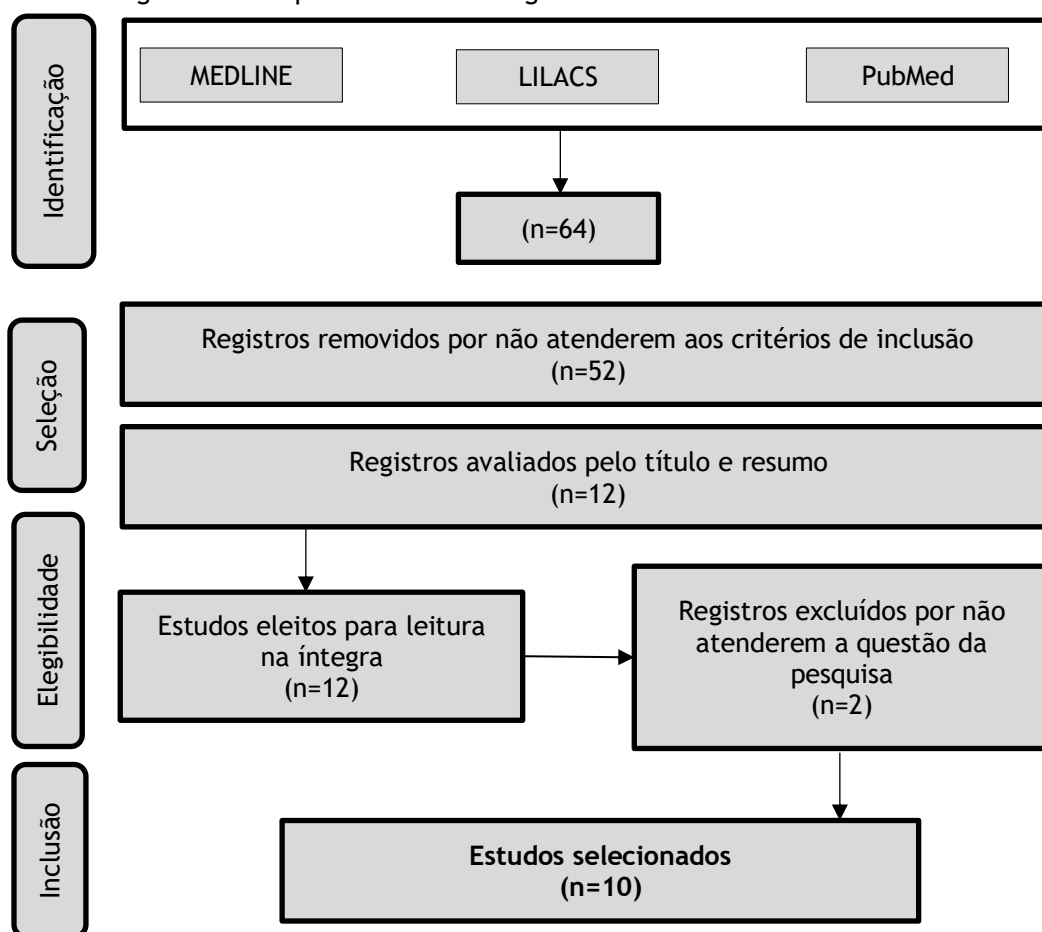 Identificação
MEDLINE
LILACS
PubMed
(n=64)
Seleção
Registros removidos por não atenderem aos critérios de inclusão
(n=52)
Registros avaliados pelo título e resumo
(n=12)
Elegibilidade
Estudos eleitos para leitura
na íntegra
(n=12)
Registros excluídos por não
atenderem a questão da
pesquisa
(n=2)
Inclusão
Estudos selecionados
(n=10)